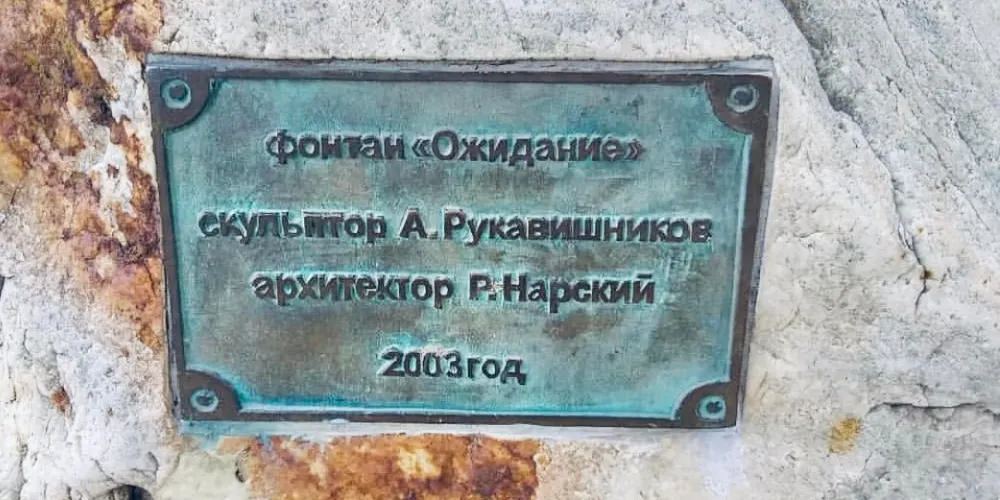 фонтан «Ожидание»
скульптор А. Рукавишников
архитектор Р. Нарский
2003 год